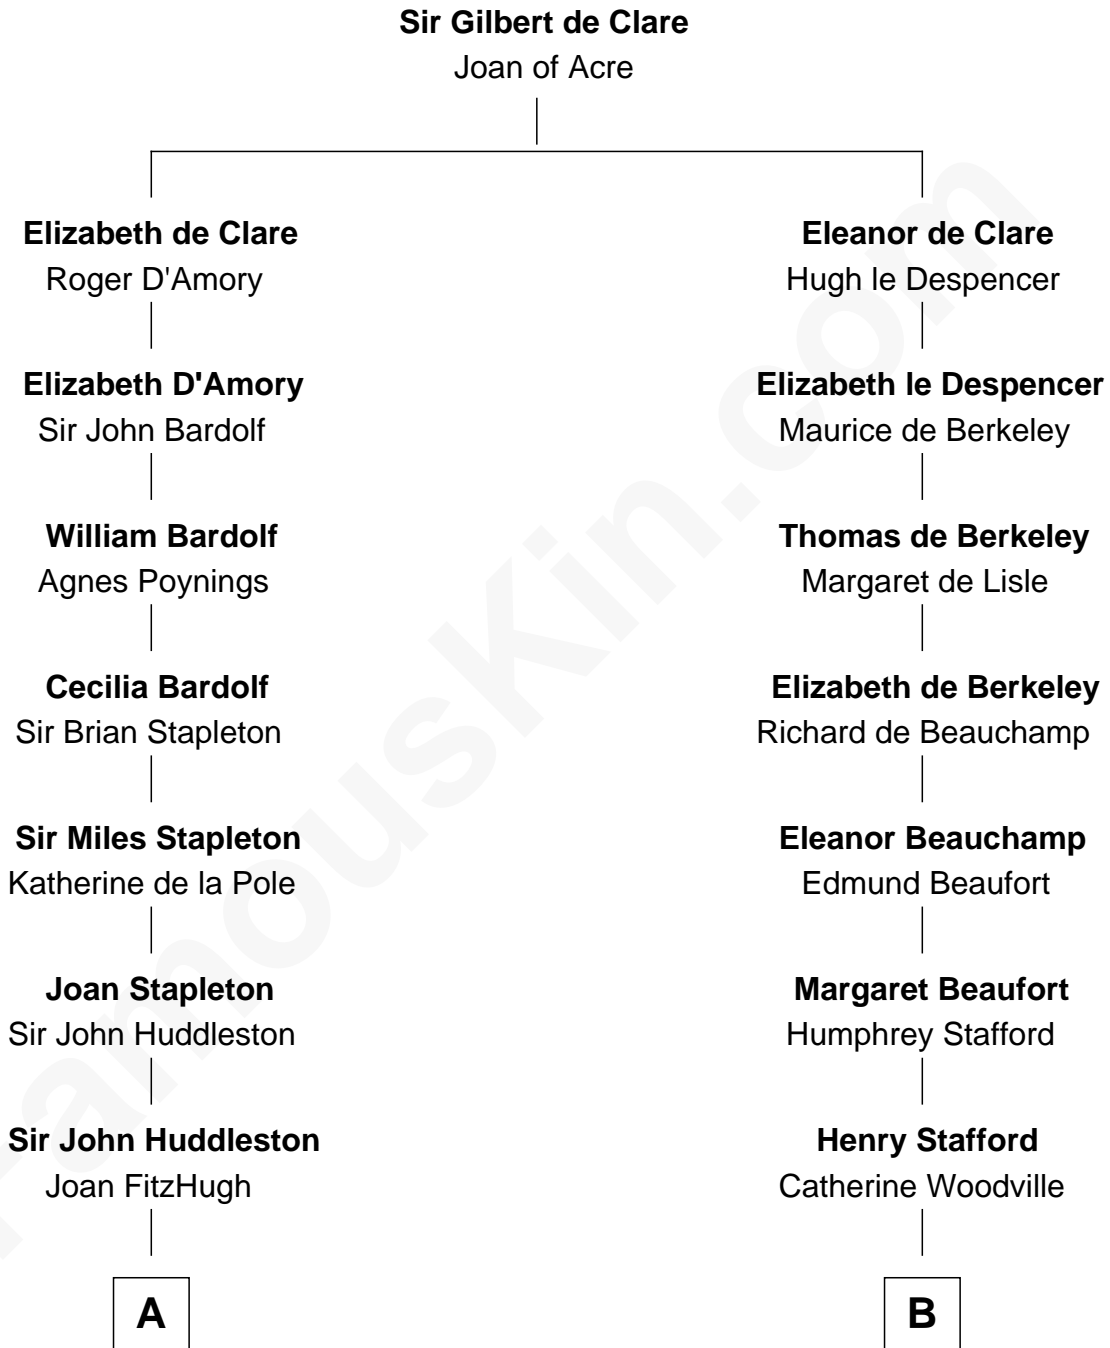 Sir Gilbert de Clare
Joan of Acre
Elizabeth de Clare
Roger D'Amory
Eleanor de Clare
Hugh le Despencer
Elizabeth D'Amory
Sir John Bardolf
Elizabeth le Despencer
Maurice de Berkeley
William Bardolf
Agnes Poynings
Thomas de Berkeley
Margaret de Lisle
Cecilia Bardolf
Sir Brian Stapleton
Elizabeth de Berkeley
Richard de Beauchamp
Sir Miles Stapleton
Katherine de la Pole
Eleanor Beauchamp
Edmund Beaufort
Joan Stapleton
Sir John Huddleston
Margaret Beaufort
Humphrey Stafford
Sir John Huddleston
Joan FitzHugh
Henry Stafford
Catherine Woodville
A
B
FamousKin.com